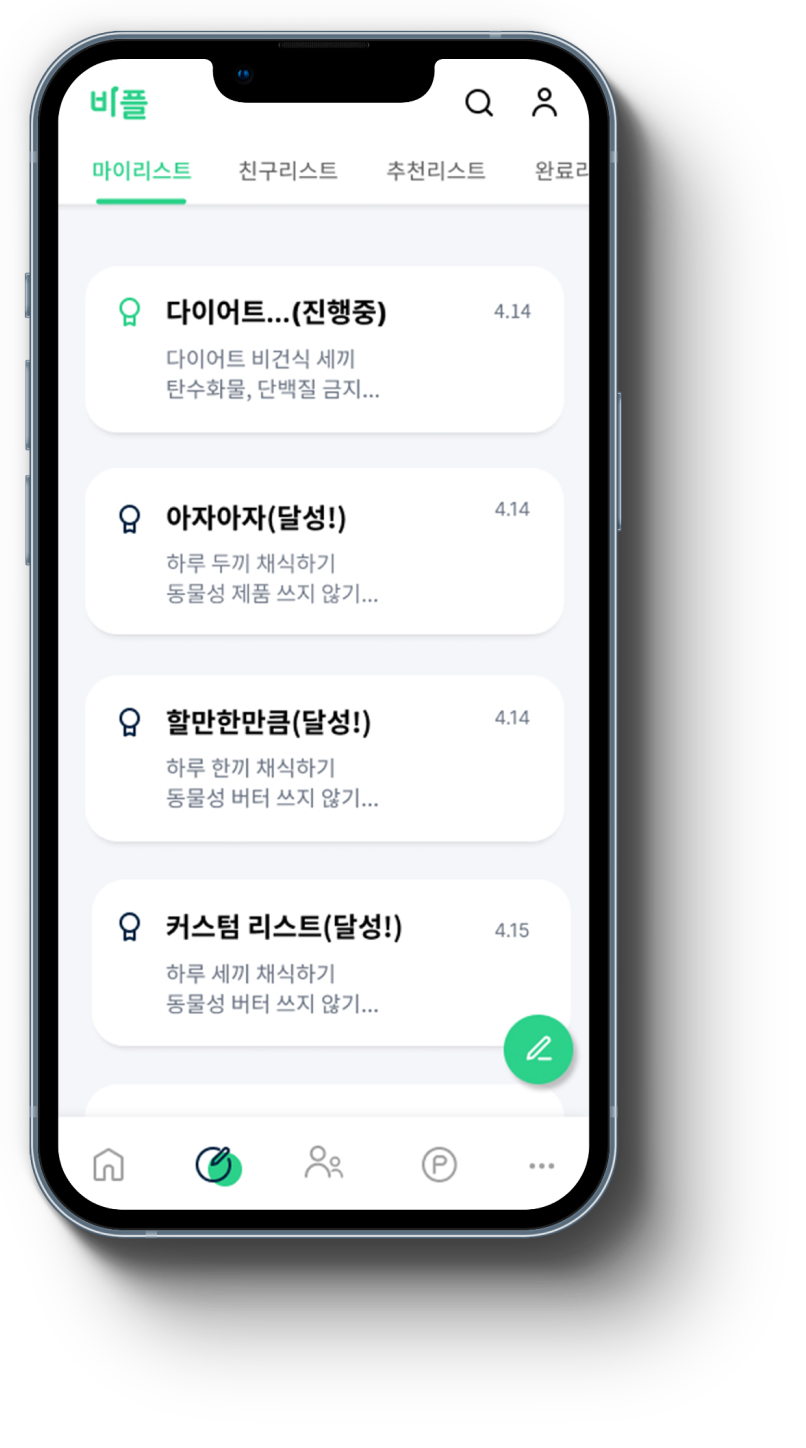 비플
마이리스트 친구리스트 추천리스트 완료리
다이어트...(진행중) 4.14
다이어트 비건식 세끼
탄수화물, 단백질 금지...
아자아자(달성!) 4.14
하루 두끼 채식하기
동물성 제품 쓰지 않기...
할만한만큼(달성!) 4.14
하루 한끼 채식하기
동물성 버터 쓰지 않기...
커스텀 리스트(달성!) 4.15
하루 세끼 채식하기
동물성 버터 쓰지 않기...
P